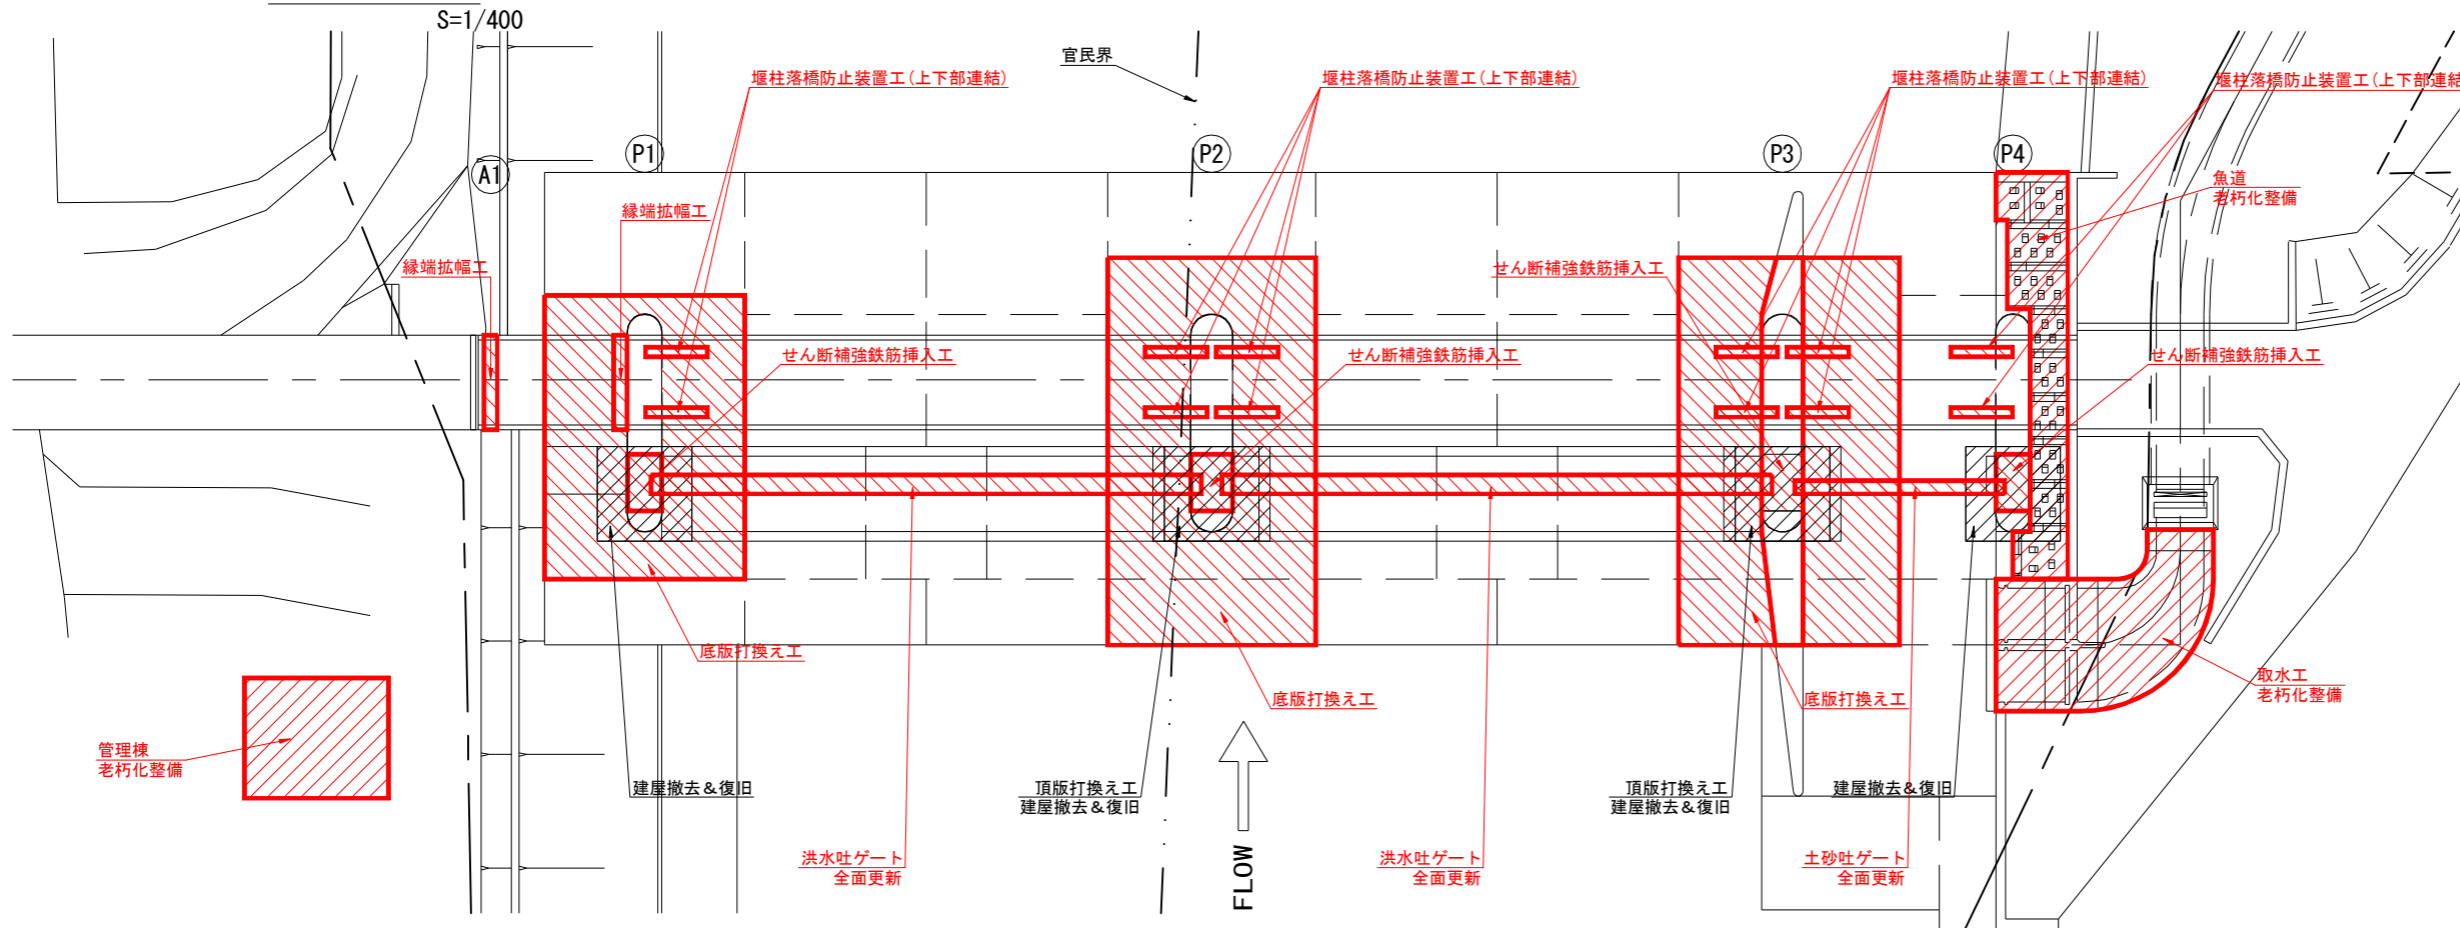 S=1/400
官民界
堰柱落橋防止装置工(上下部連結)
堰柱落橋防止装置工(上下部連結)
堰柱落橋防止装置工(上下部連結)
堰柱落橋防止装置工(上下部連結
A1
P1
P2
P3
P4
魚道
老朽化整備
縁端拡幅工
縁端拡幅工
せん断補強鉄筋挿入工
せん断補強鉄筋挿入工
せん断補強鉄筋挿入工
せん断補強鉄筋挿入工
底版打換え工
底版打換え工
底版打換え工
取水工
老朽化整備
管理棟
老朽化整備
建屋撤去&復旧
頂版打換え工
建屋撤去&復旧
頂版打換え工
建屋撤去&復旧
建屋撤去&復旧
洪水吐ゲート
全面更新
洪水吐ゲート
全面更新
土砂吐ゲート
全面更新
FLOW